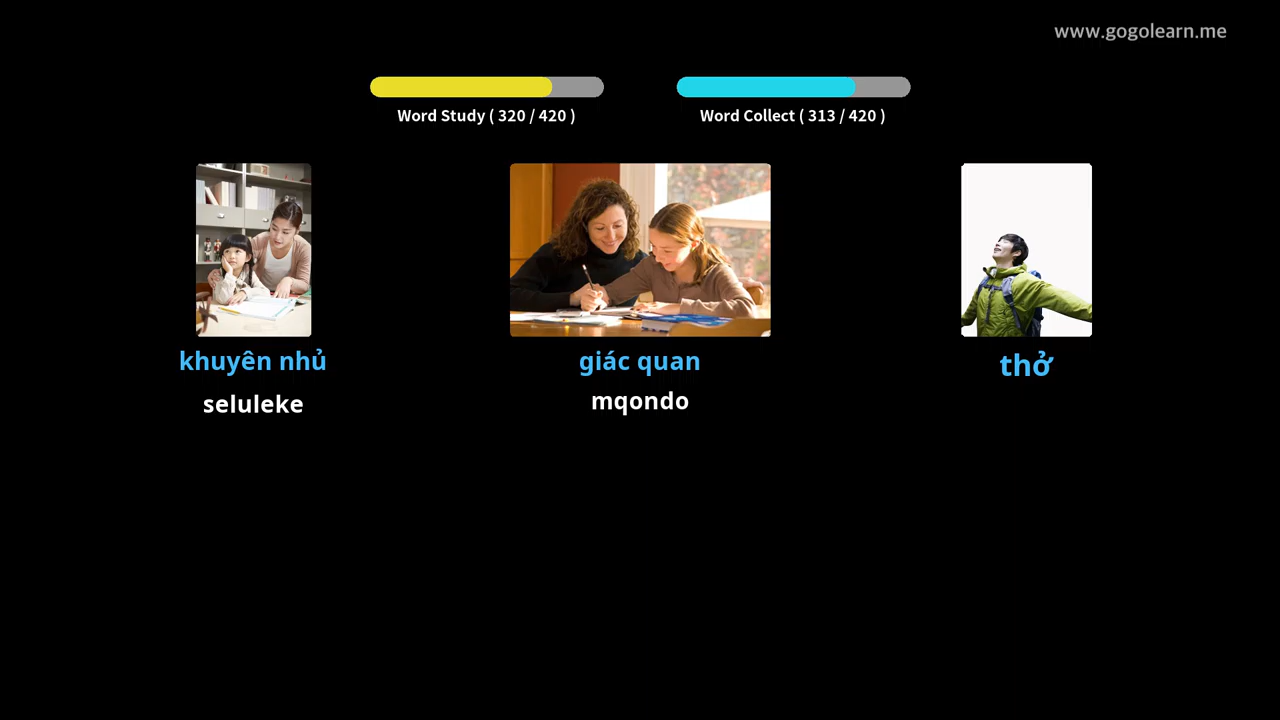 www.gogolearn.me
Word Study ( 320 / 420 )
Word Collect ( 313 / 420 )
khuyên nhủ
giác quan
thở
seluleke
mqondo